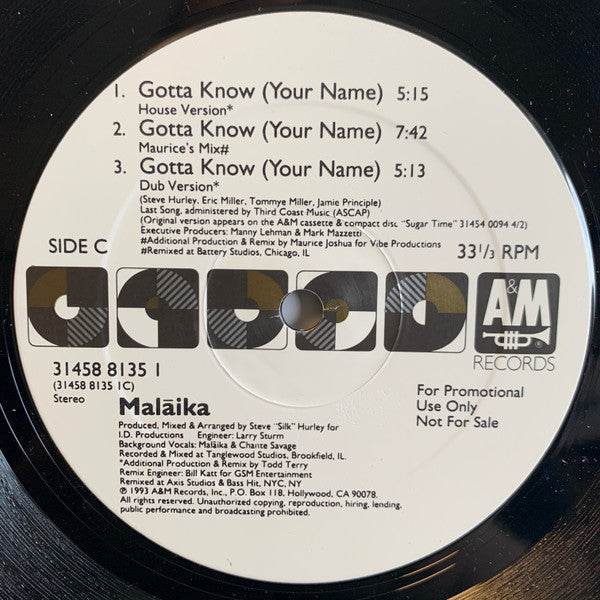 1. Gotta Know (Your Name) 5:15
House Version*
2. Gotta Know (Your Name) 7:42
Maurice's Mix#
3. Gotta Know (Your Name) 5:13
Dub Version*
(Steve Hurley, Eric Miller, Tommye Miller, Jamie Principle)
Last Song, administered by Third Coast Music (ASCAP)
(Original version appears on the A&M cassette & compact disc "Sugar Time" 31454 0094 4/2)
Executive Producers: Manny Lehman & Mark Mazzetti
#Additional Production & Remix by Maurice Joshua for Vibe Productions
#Remixed at Battery Studios, Chicago, IL
SIDE C
33 1/3 RPM
&
AM
®
RECORDS
31458 8135 1
(31458 8135 1C)
Stereo
For Promotional
Use Only
Not For Sale
Malāika
Produced, Mixed & Arranged by Steve "Silk" Hurley for
I.D. Productions Engineer: Larry Sturm
Background Vocals: Malāika & Chante Savage
Recorded & Mixed at Tanglewood Studios, Brookfield, IL.
*Additional Production & Remix by Todd Terry
Remix Engineer: Bill Katt for GSM Entertainment
Remixed at Axis Studios & Bass Hit, NYC, NY
℗ 1993 A&M Records, Inc., P.O. Box 118, Hollywood, CA 90078.
All rights reserved. Unauthorized copying, reproduction, hiring, lending,
public performance and broadcasting prohibited.